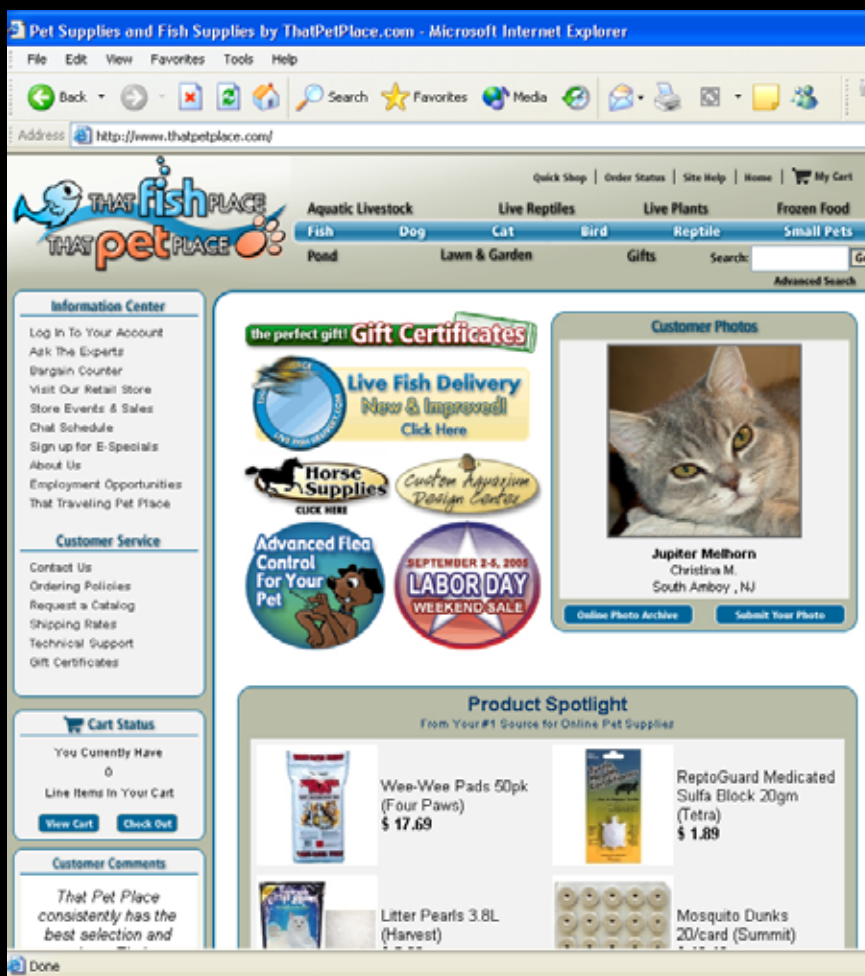 Pet Supplies and Fish Supplies by ThatPetPlace.com - Microsoft Internet Explorer
File Edit View Favorites Tools Help
Back Search Favorites Media
Address http://www.thatpetplace.com/
THAT fish PLACE
THAT pet PLACE
Quick Shop | Order Status | Site Help | Home | My Cart
Aquatic Livestock Live Reptiles Live Plants Frozen Food
Fish Dog Cat Bird Reptile Small Pets
Pond Lawn & Garden Gifts Search:
Advanced Search
Information Center
Log In To Your Account
Ask The Experts
Bargain Counter
Visit Our Retail Store
Store Events & Sales
Chat Schedule
Sign up for E-Specials
About Us
Employment Opportunities
That Traveling Pet Place
Customer Service
Contact Us
Ordering Policies
Request a Catalog
Shipping Rates
Technical Support
Gift Certificates
Cart Status
You Currently Have
0
Line Items In Your Cart
View Cart Check Out
Customer Comments
That Pet Place
consistently has the
best selection and
the perfect gift! Gift Certificates
Live Fish Delivery
New & Improved!
Click Here
Horse
Supplies
CLICK HERE
Custom Aquarium
Design Center
Advanced Flea
Control
For Your
Pet
SEPTEMBER 2-5, 2005
LABOR DAY
WEEKEND SALE
Customer Photos
Jupiter Melhorn
Christina M.
South Amboy , NJ
Online Photo Archive Submit Your Photo
Product Spotlight
From Your #1 Source for Online Pet Supplies
Wee-Wee Pads 50pk
(Four Paws)
$ 17.69
ReptoGuard Medicated
Sulfa Block 20gm
(Tetra)
$ 1.89
Litter Pearls 3.8L
(Harvest)
Mosquito Dunks
20/card (Summit)
Done